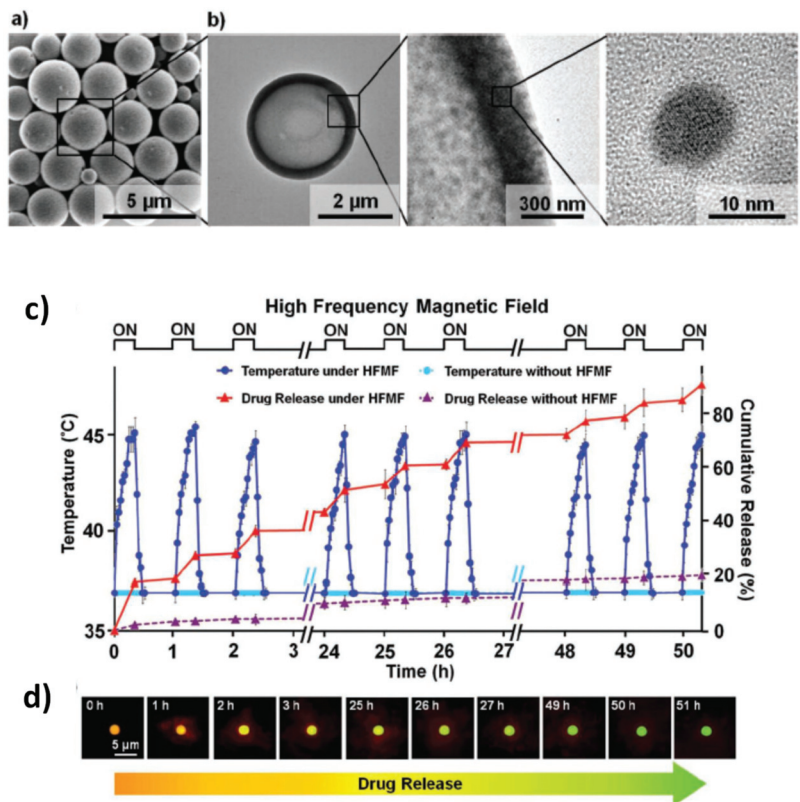 a)
b)
5 µm
2 µm
300 nm
10 nm
c)
High Frequency Magnetic Field
ON ON ON ON ON ON ON ON ON
Temperature under HFMF
Temperature without HFMF
Drug Release under HFMF
Drug Release without HFMF
Temperature (°C)
45
40
35
Cumulative Release (%)
80
60
40
20
0
0 1 2 3 24 25 26 27 48 49 50
Time (h)
d)
0 h 1 h 2 h 3 h 25 h 26 h 27 h 49 h 50 h 51 h
5 µm
Drug Release